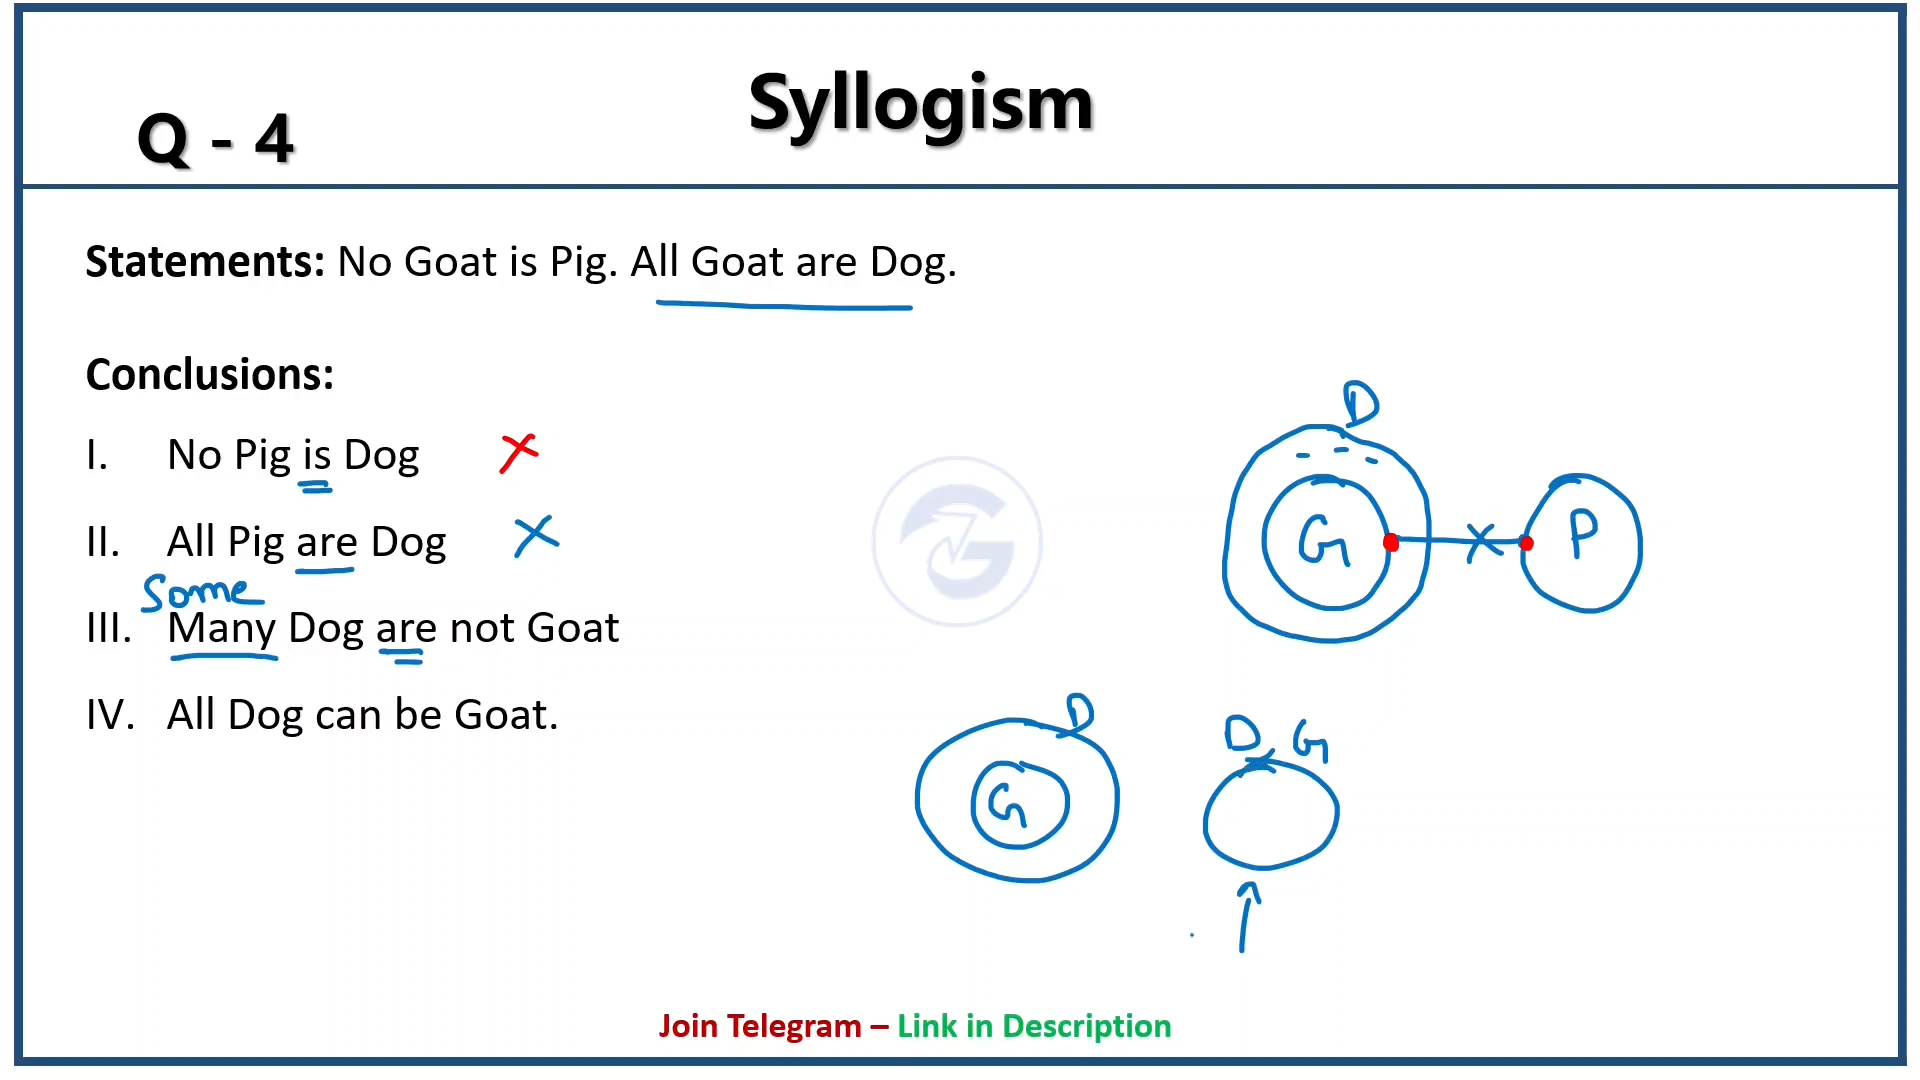 Syllogism
Q - 4
Statements: No Goat is Pig. All Goat are Dog.
Conclusions:
I. No Pig is Dog
II. All Pig are Dog
Some
III. Many Dog are not Goat
IV. All Dog can be Goat.
D
G
P
D
G
D, G
Join Telegram – Link in Description